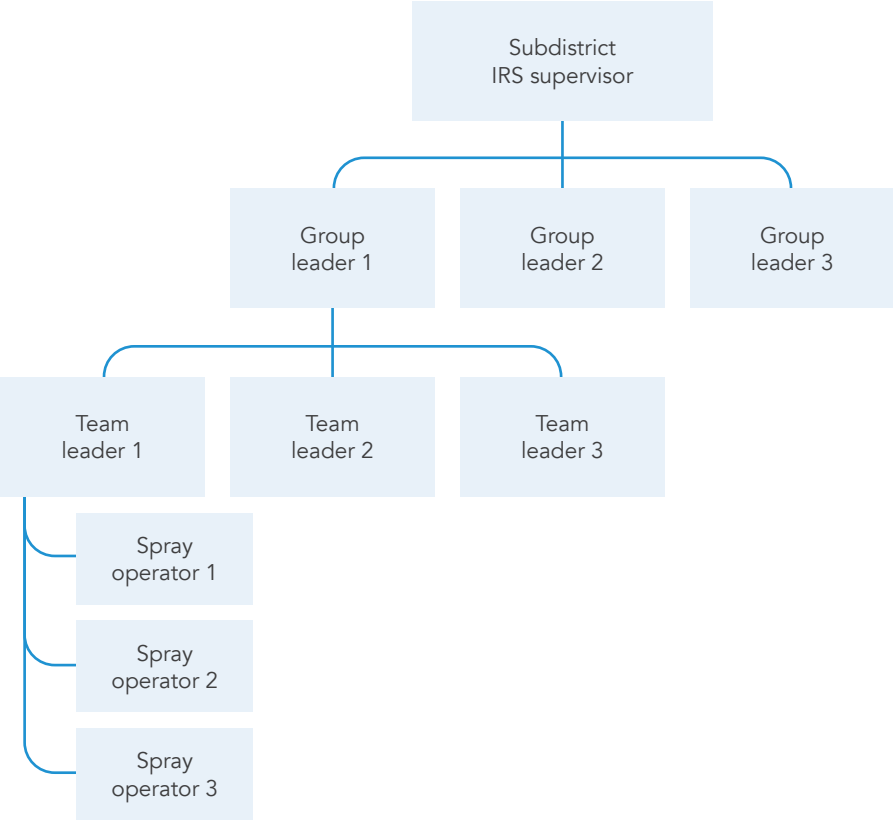 Subdistrict
IRS supervisor
Group
leader 1
Group
leader 2
Group
leader 3
Team
leader 1
Team
leader 2
Team
leader 3
Spray
operator 1
Spray
operator 2
Spray
operator 3